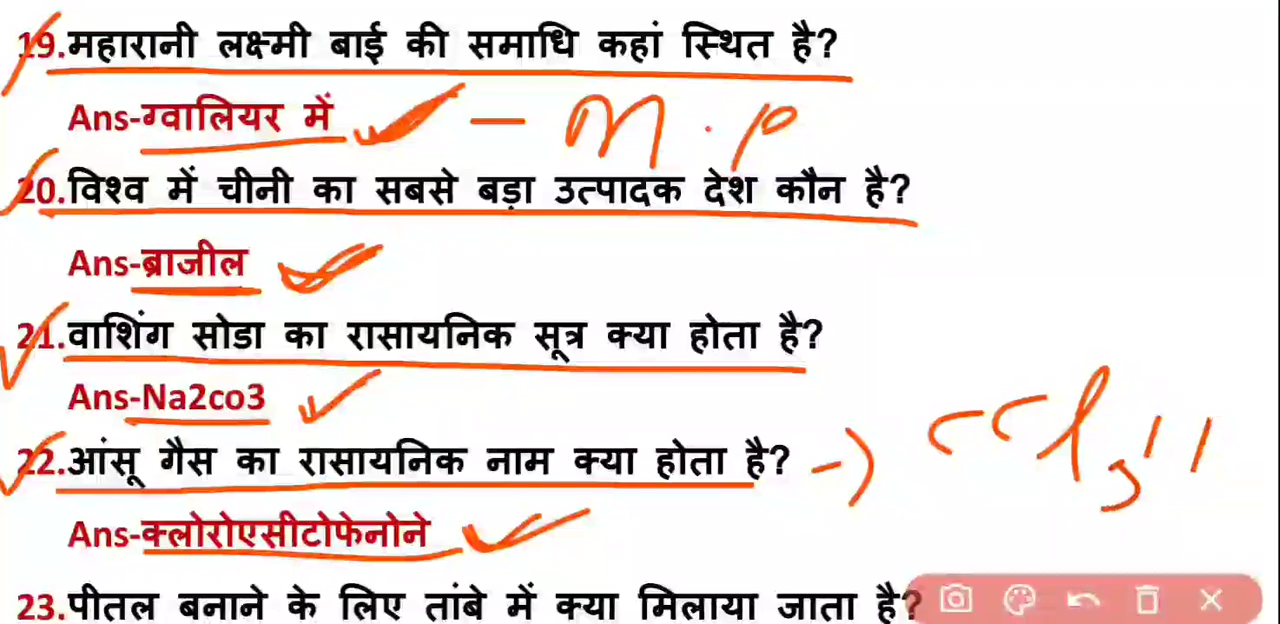 19.महारानी लक्ष्मी बाई की समाधि कहां स्थित है?
Ans-ग्वालियर में - M.P
20.विश्व में चीनी का सबसे बड़ा उत्पादक देश कौन है?
Ans-ब्राजील
21.वाशिंग सोडा का रासायनिक सूत्र क्या होता है?
Ans-Na2co3
22.आंसू गैस का रासायनिक नाम क्या होता है?
Ans-क्लोरोएसीटोफेनोने
23.पीतल बनाने के लिए तांबे में क्या मिलाया जाता है?